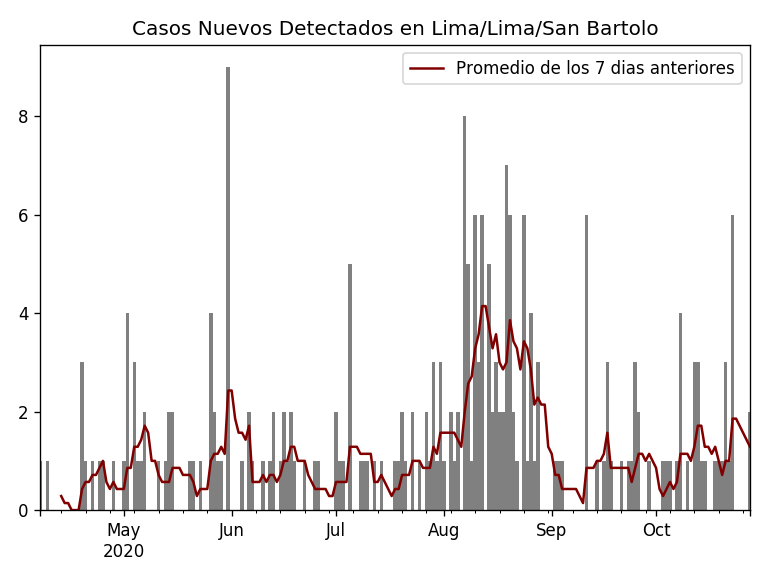 Casos Nuevos Detectados en Lima/Lima/San Bartolo
Promedio de los 7 dias anteriores
8
6
4
2
0
May Jun Jul Aug Sep Oct
2020